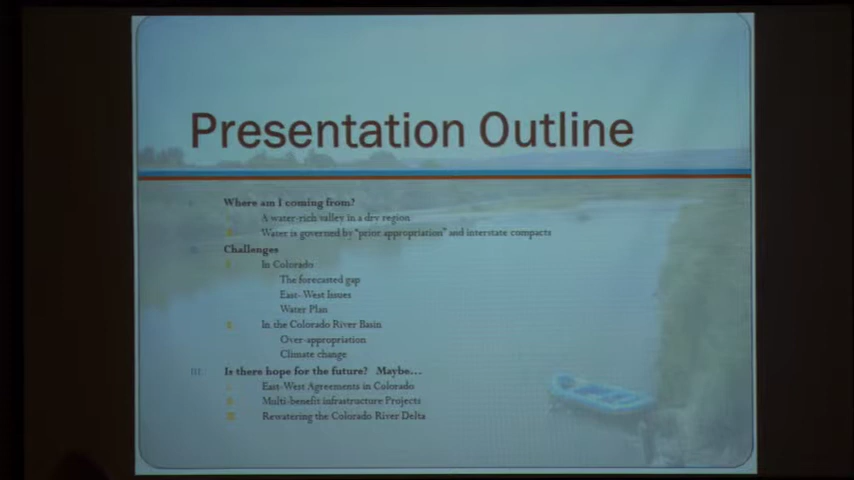 Presentation Outline
Where am I coming from?
A water-rich valley in a dry region
Water is governed by "prior appropriation" and interstate compacts
Challenges
In Colorado
The forecasted gap
East-West Issues
Water Plan
In the Colorado River Basin
Over-appropriation
Climate change
III. Is there hope for the future? Maybe...
East-West Agreements in Colorado
Multi-benefit infrastructure Projects
Rewatering the Colorado River Delta